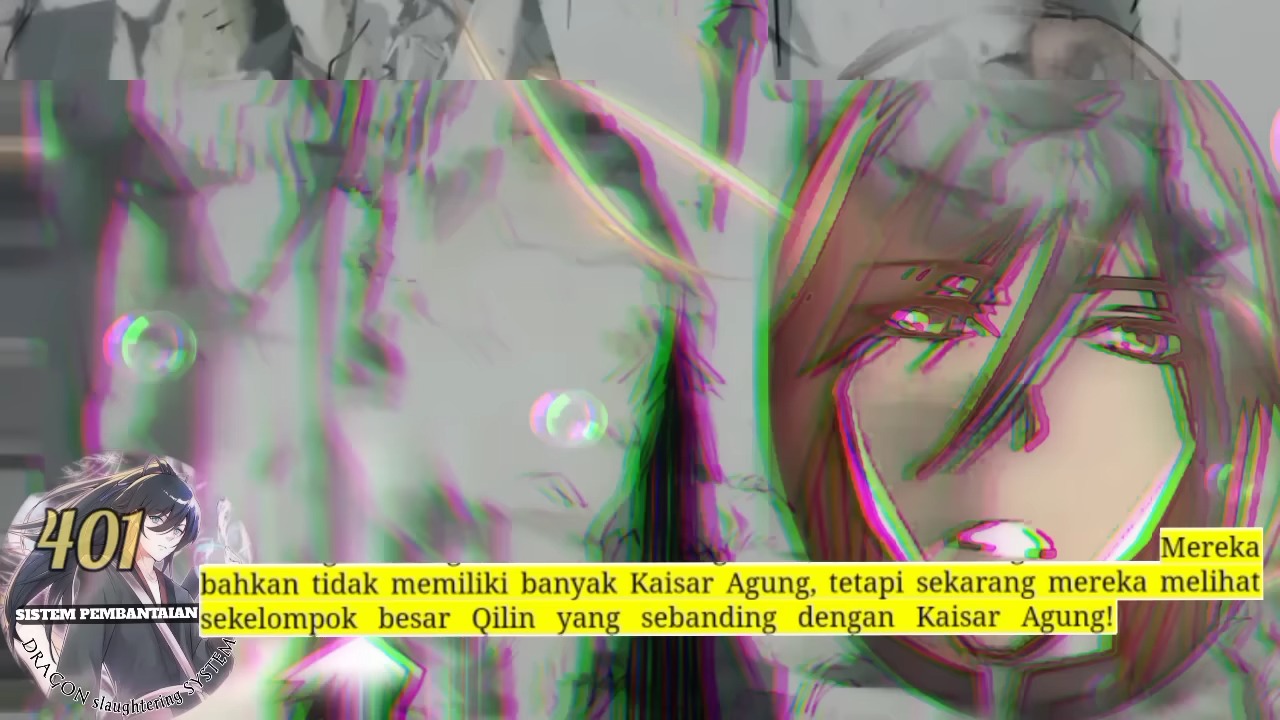 Mereka
bahkan tidak memiliki banyak Kaisar Agung, tetapi sekarang mereka melihat
sekelompok besar Qilin yang sebanding dengan Kaisar Agung!
401
SISTEM PEMBANTAIAN
DRAGON slaughtering SYSTEM